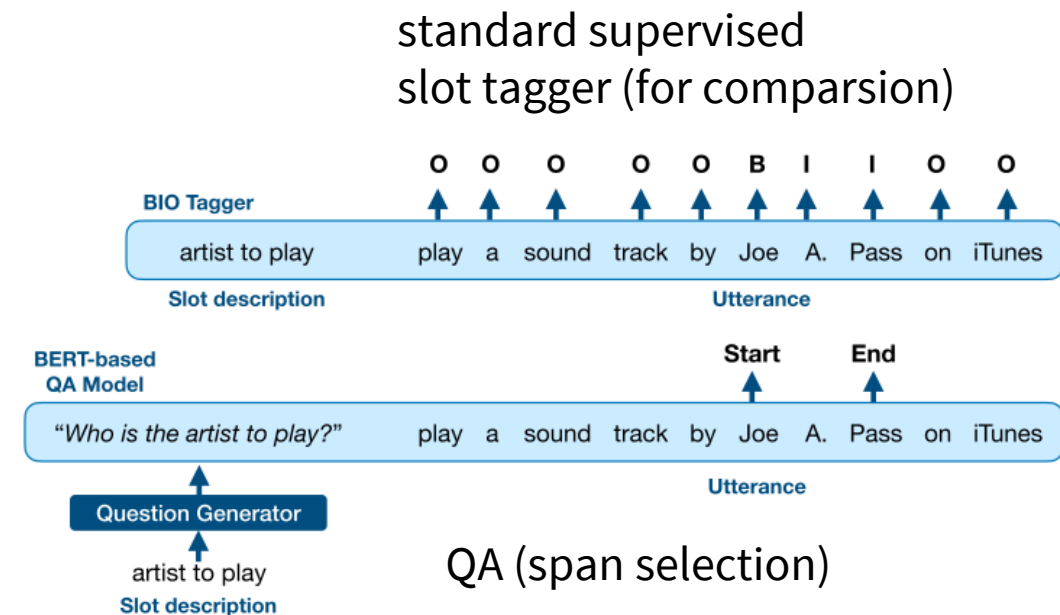 standard supervised
slot tagger (for comparsion)
O O O O O B I I O O
BIO Tagger
artist to play play a sound track by Joe A. Pass on iTunes
Slot description Utterance
BERT-based
QA Model
Start End
“Who is the artist to play?” play a sound track by Joe A. Pass on iTunes
Utterance
Question Generator
artist to play
Slot description
QA (span selection)